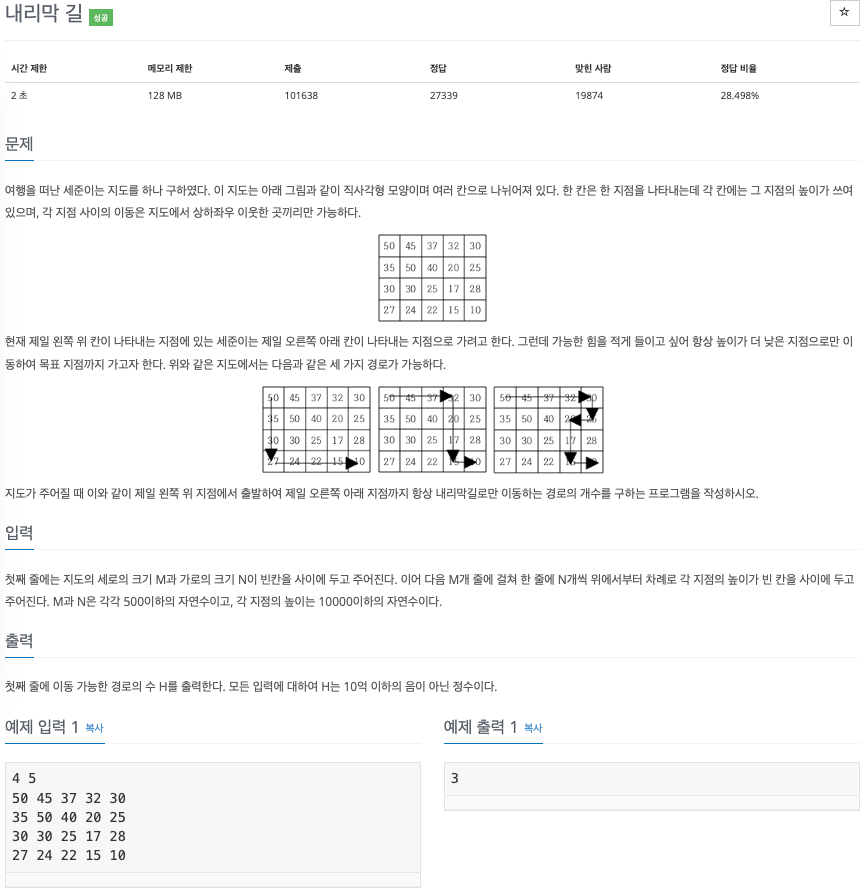 내리막 길 성공
☆
시간 제한 메모리 제한 제출 정답 맞힌 사람 정답 비율
2 초 128 MB 101638 27339 19874 28.498%
문제
여행을 떠난 세준이는 지도를 하나 구하였다. 이 지도는 아래 그림과 같이 직사각형 모양이며 여러 칸으로 나뉘어져 있다. 한 칸은 한 지점을 나타내는데 각 칸에는 그 지점의 높이가 쓰여
있으며, 각 지점 사이의 이동은 지도에서 상하좌우 이웃한 곳끼리만 가능하다.
50 45 37 32 30
35 50 40 20 25
30 30 25 17 28
27 24 22 15 10
현재 제일 왼쪽 위 칸이 나타내는 지점에 있는 세준이는 제일 오른쪽 아래 칸이 나타내는 지점으로 가려고 한다. 그런데 가능한 힘을 적게 들이고 싶어 항상 높이가 더 낮은 지점으로만 이
동하여 목표 지점까지 가고자 한다. 위와 같은 지도에서는 다음과 같은 세 가지 경로가 가능하다.
50 45 37 32 30
35 50 40 20 25
30 30 25 17 28
27 24 22 15 10
50 45 37 32 30
35 50 40 20 25
30 30 25 17 28
27 24 22 10
50 45 37 32 30
35 50 40
30 30 25 17 28
27 24 22
지도가 주어질 때 이와 같이 제일 왼쪽 위 지점에서 출발하여 제일 오른쪽 아래 지점까지 항상 내리막길로만 이동하는 경로의 개수를 구하는 프로그램을 작성하시오.
입력
첫째 줄에는 지도의 세로의 크기 M과 가로의 크기 N이 빈칸을 사이에 두고 주어진다. 이어 다음 M개 줄에 걸쳐 한 줄에 N개씩 위에서부터 차례로 각 지점의 높이가 빈 칸을 사이에 두고
주어진다. M과 N은 각각 500이하의 자연수이고, 각 지점의 높이는 10000이하의 자연수이다.
출력
첫째 줄에 이동 가능한 경로의 수 H를 출력한다. 모든 입력에 대하여 H는 10억 이하의 음이 아닌 정수이다.
예제 입력 1 복사
4 5
50 45 37 32 30
35 50 40 20 25
30 30 25 17 28
27 24 22 15 10
예제 출력 1 복사
3